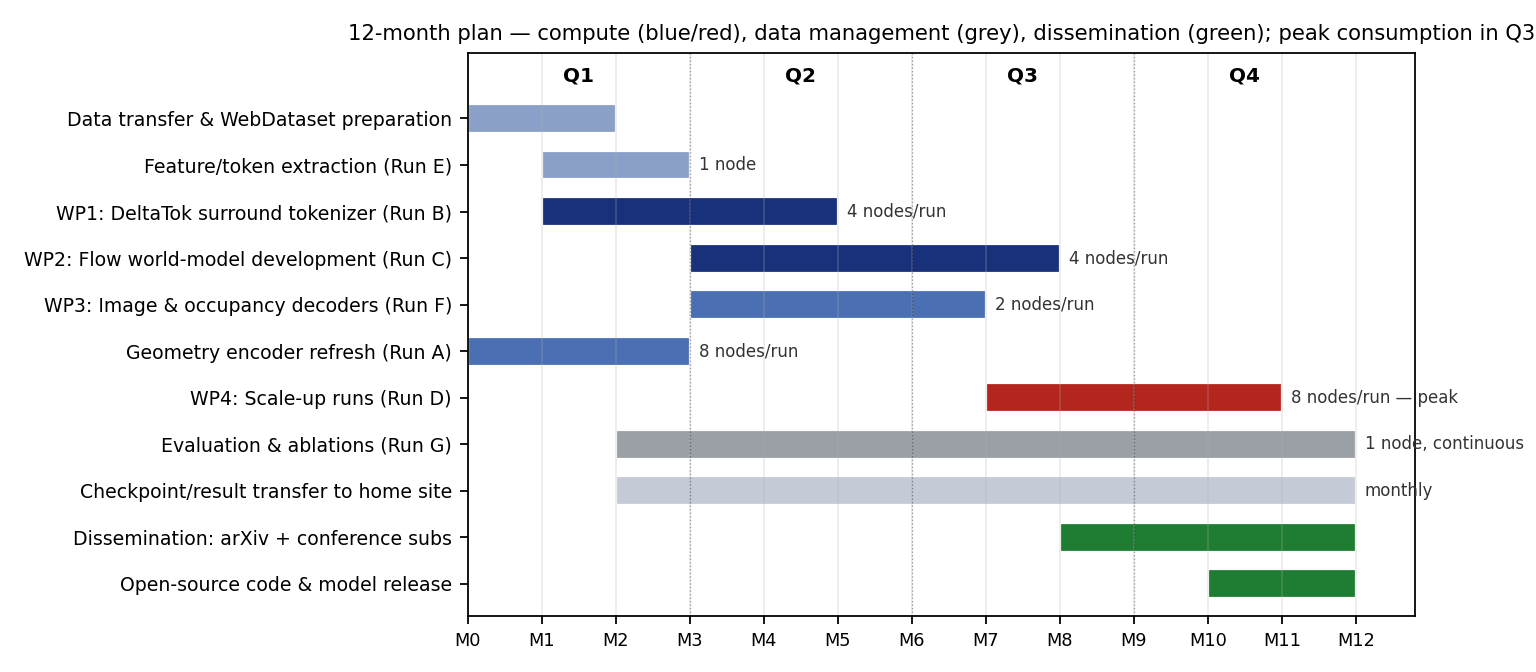 12-month plan — compute (blue/red), data management (grey), dissemination (green); peak consumption in Q3
Q1 Q2 Q3 Q4
Data transfer & WebDataset preparation
Feature/token extraction (Run E) 1 node
WP1: DeltaTok surround tokenizer (Run B) 4 nodes/run
WP2: Flow world-model development (Run C) 4 nodes/run
WP3: Image & occupancy decoders (Run F) 2 nodes/run
Geometry encoder refresh (Run A) 8 nodes/run
WP4: Scale-up runs (Run D) 8 nodes/run — peak
Evaluation & ablations (Run G) 1 node, continuous
Checkpoint/result transfer to home site monthly
Dissemination: arXiv + conference subs
Open-source code & model release
M0 M1 M2 M3 M4 M5 M6 M7 M8 M9 M10 M11 M12